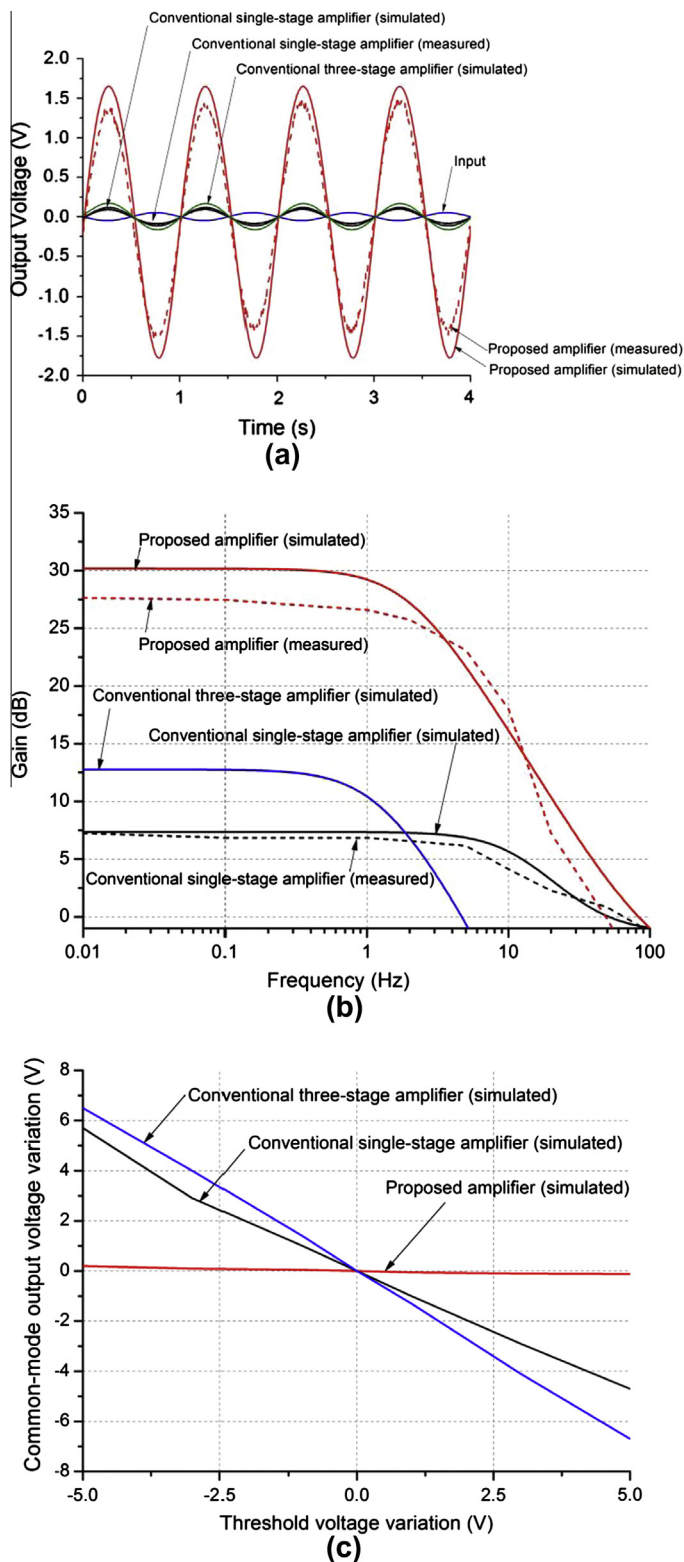 Conventional single-stage amplifier (simulated)
Conventional single-stage amplifier (measured)
Conventional three-stage amplifier (simulated)
Input
Proposed amplifier (measured)
Proposed amplifier (simulated)
Output Voltage (V)
2.0
1.5
1.0
0.5
0.0
-0.5
-1.0
-1.5
-2.0
0 1 2 3 4
Time (s)
(a)
Gain (dB)
35
30
25
20
15
10
5
0
Proposed amplifier (simulated)
Proposed amplifier (measured)
Conventional three-stage amplifier (simulated)
Conventional single-stage amplifier (simulated)
Conventional single-stage amplifier (measured)
0.01 0.1 1 10 100
Frequency (Hz)
(b)
Common-mode output voltage variation (V)
8
6
4
2
0
-2
-4
-6
-8
Conventional three-stage amplifier (simulated)
Conventional single-stage amplifier (simulated)
Proposed amplifier (simulated)
-5.0 -2.5 0.0 2.5 5.0
Threshold voltage variation (V)
(c)